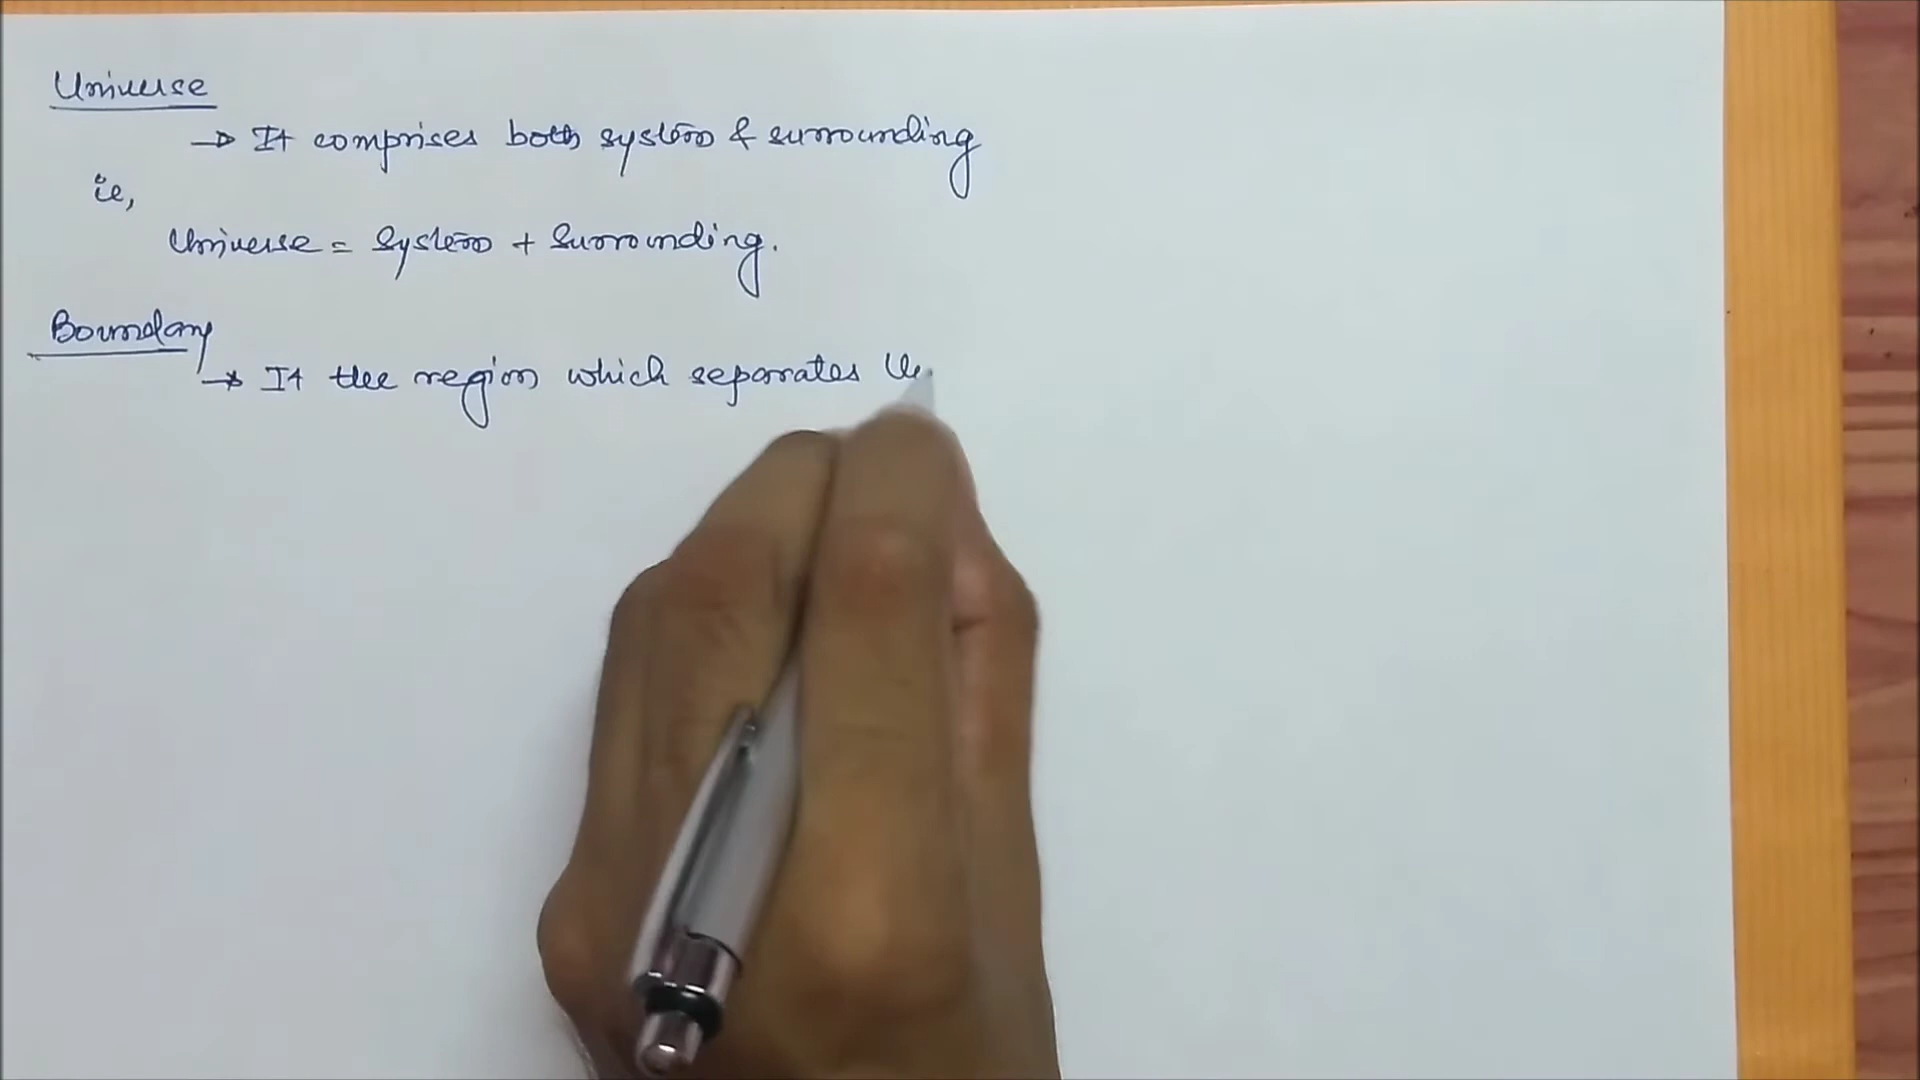 Universe
→ It comprises both system & surrounding
ie,
Universe = System + Surrounding.
Boundary
→ It the region which separates